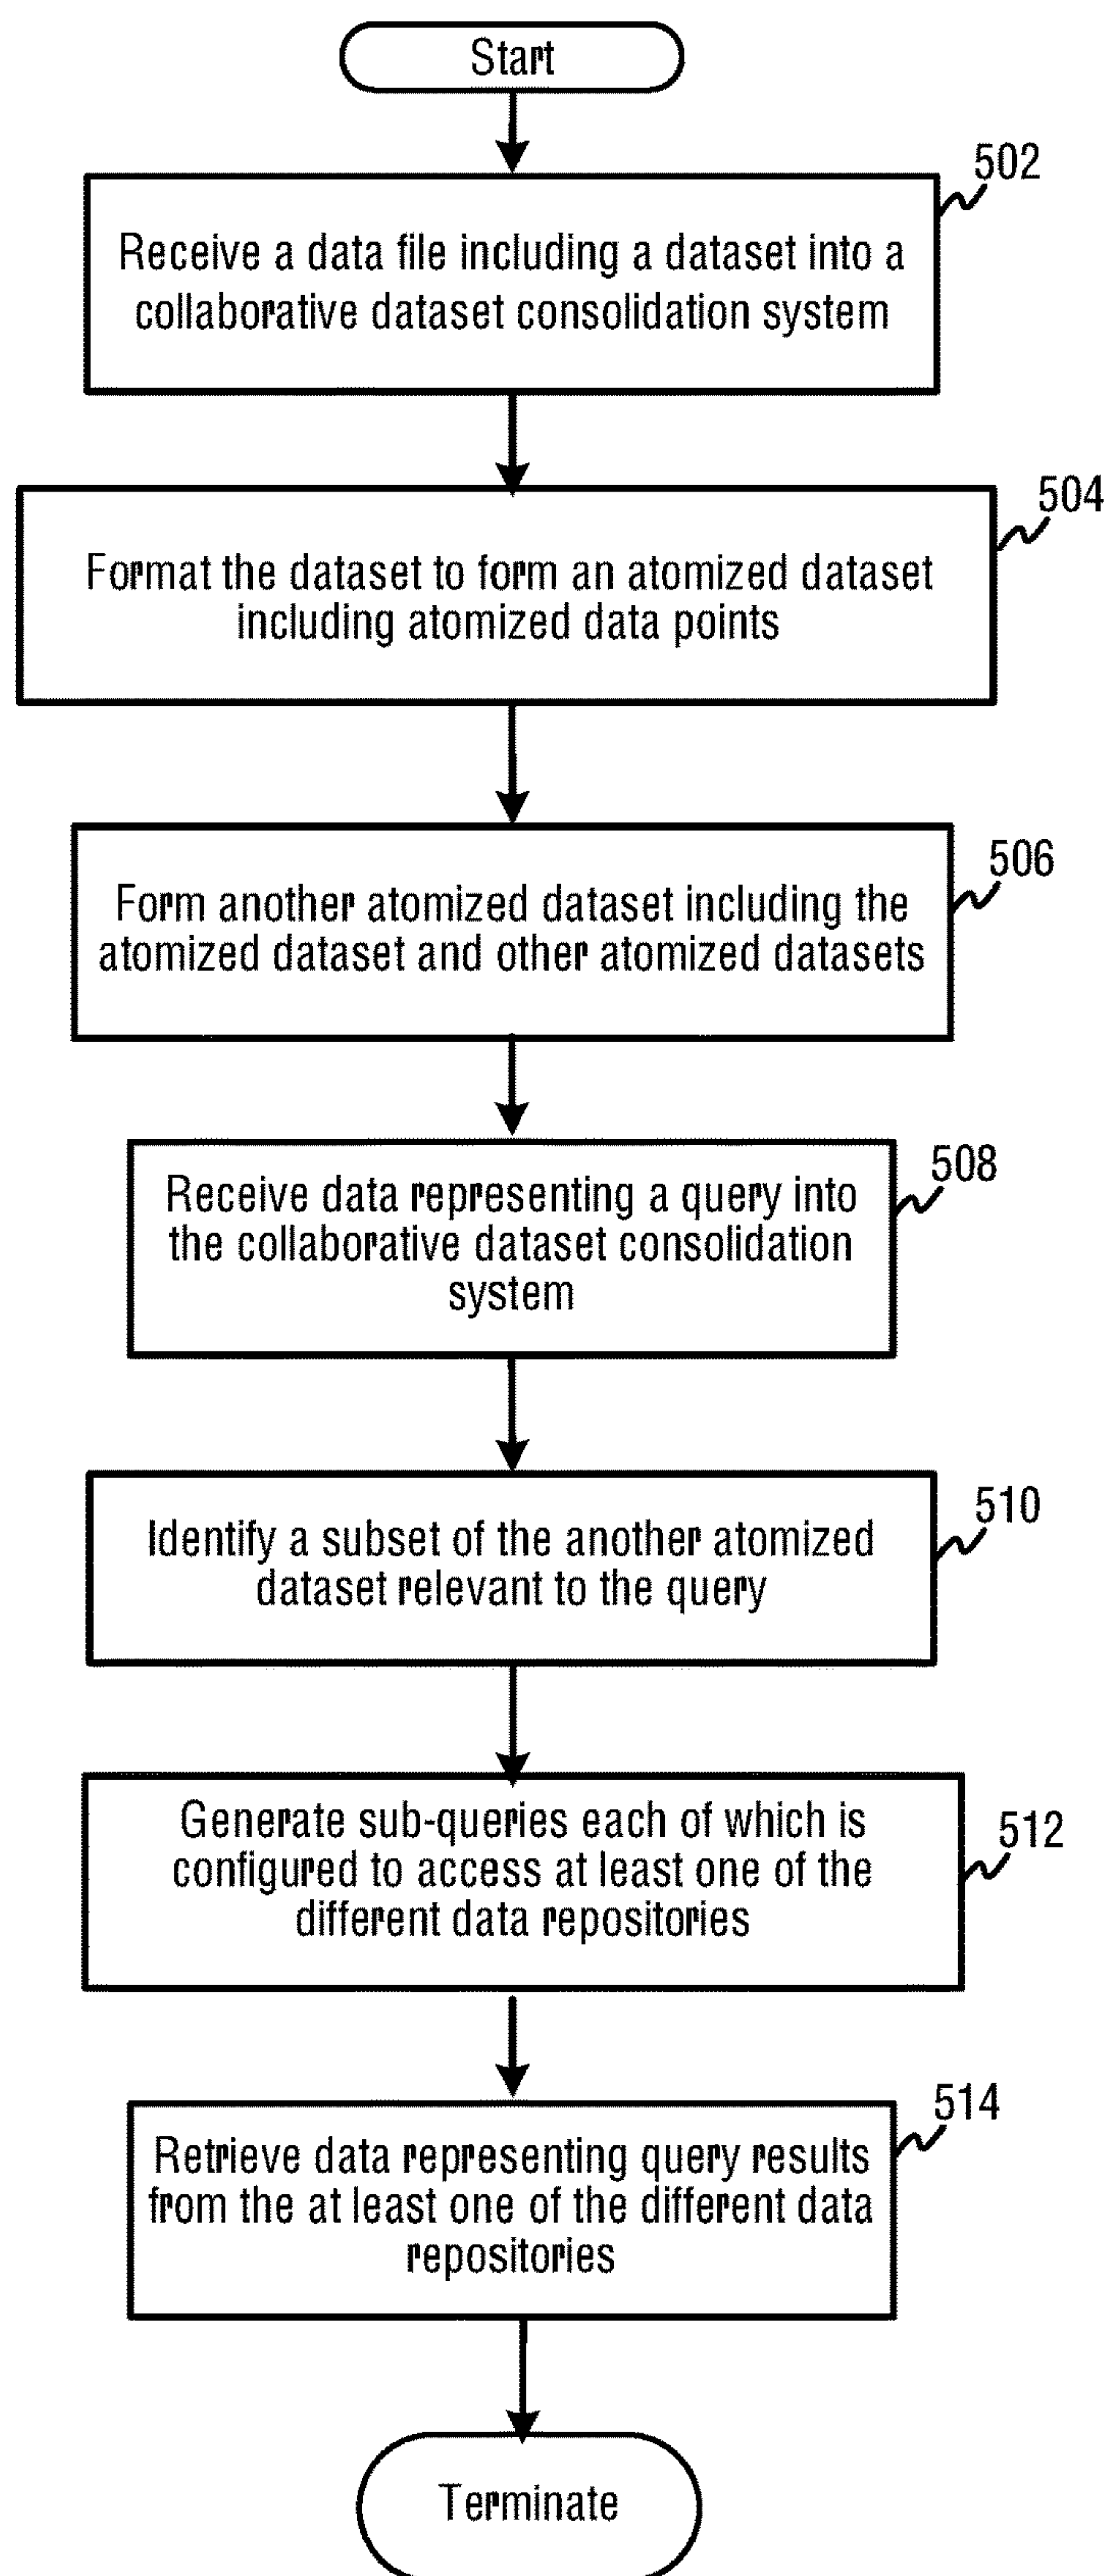 Start
502
Receive a data file including a dataset into a
collaborative dataset consolidation system
504
Format the dataset to form an atomized dataset
including atomized data points
506
Form another atomized dataset including the
atomized dataset and other atomized datasets
508
Receive data representing a query into
the collaborative dataset consolidation
system
510
Identify a subset of the another atomized
dataset relevant to the query
512
Generate sub-queries each of which is
configured to access at least one of the
different data repositories
514
Retrieve data representing query results
from the at least one of the different data
repositories
Terminate